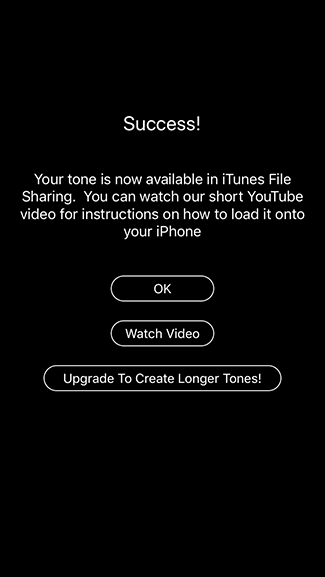 Success!
Your tone is now available in iTunes File
Sharing.  You can watch our short YouTube
video for instructions on how to load it onto
your iPhone
OK
Watch Video
Upgrade To Create Longer Tones!